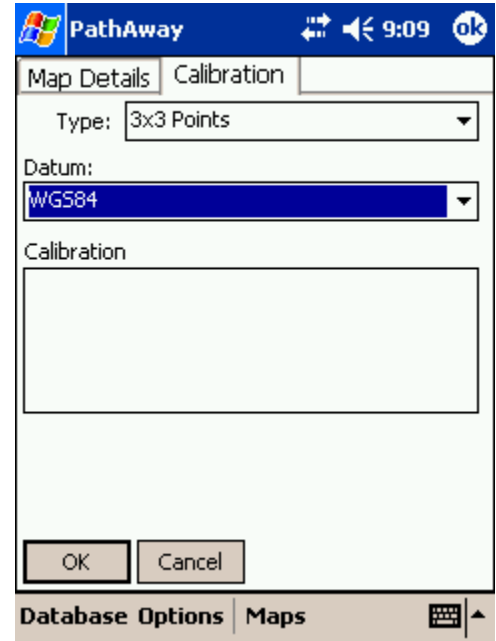 PathAway 9:09 ok
Map Details Calibration
Type: 3x3 Points
Datum:
WGS84
Calibration
OK Cancel
Database Options Maps